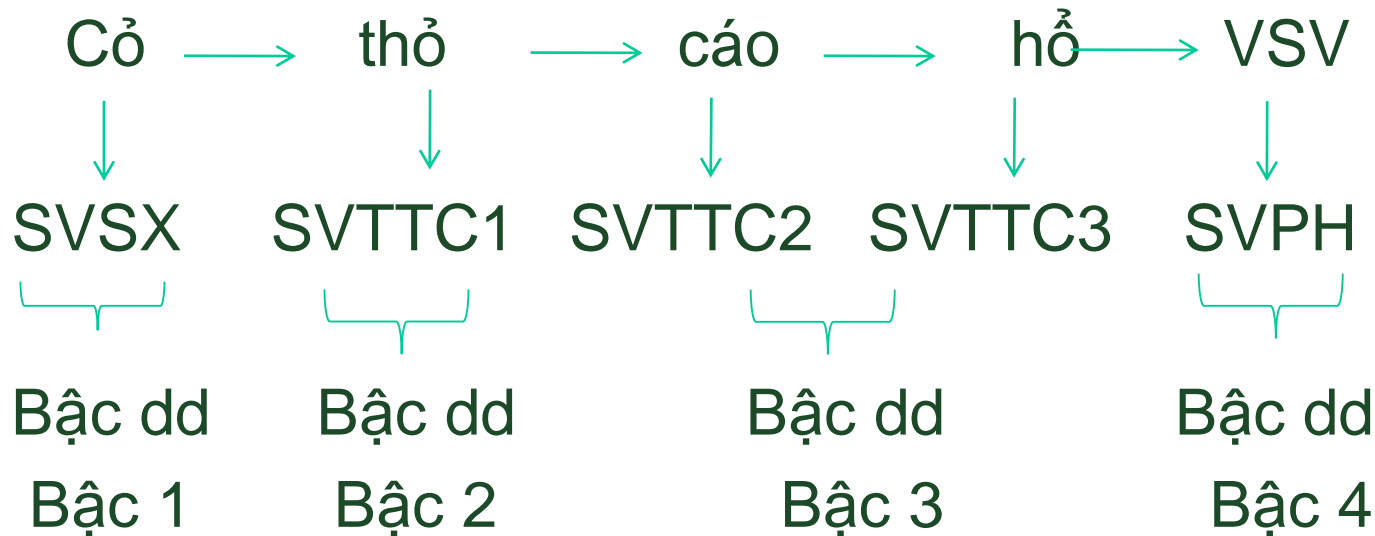 Cỏ thỏ cáo hổ VSV
SVSX SVTTC1 SVTTC2 SVTTC3 SVPH
Bậc dd Bậc dd Bậc dd Bậc dd
Bậc 1 Bậc 2 Bậc 3 Bậc 4